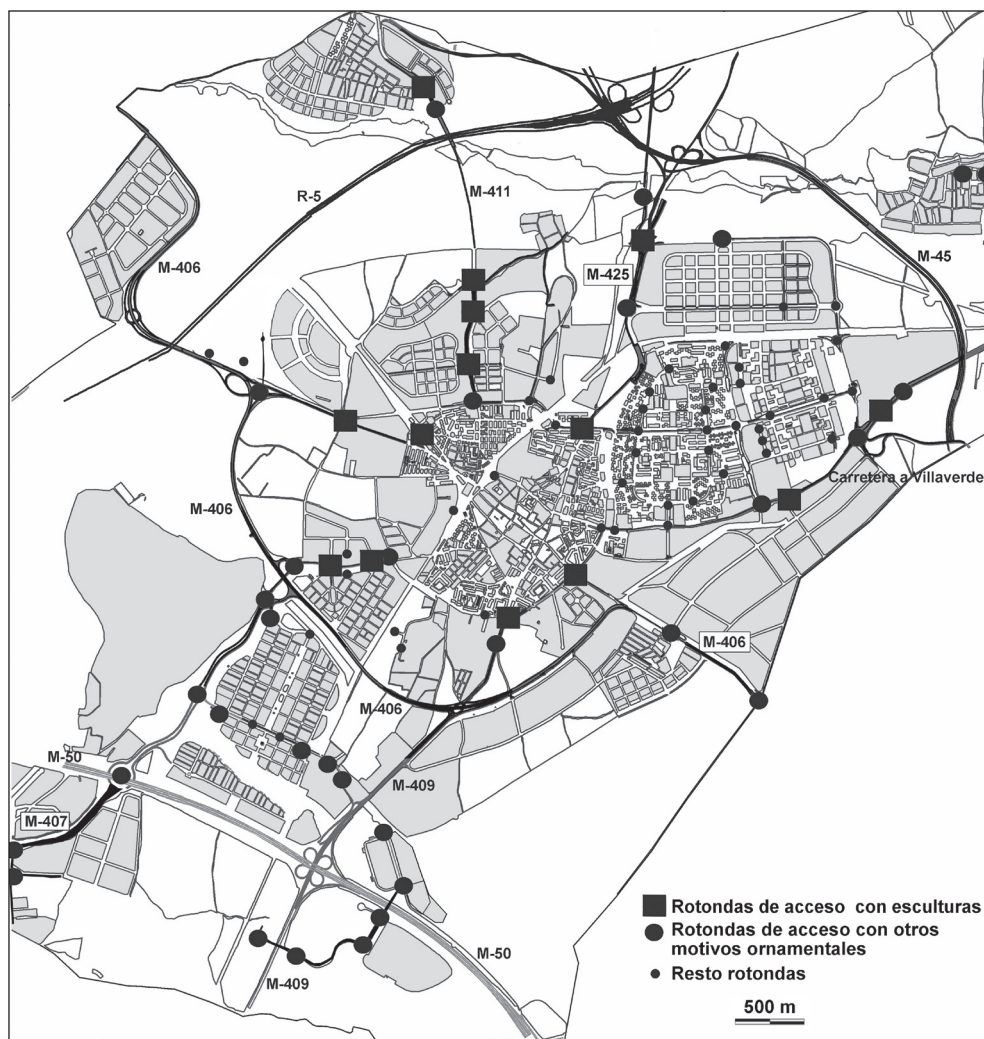 M-411
R-5
M-406
M-425
M-45
Carretera a Villaverde
M-406
M-406
M-406
M-50
M-409
M-407
Rotondas de acceso con esculturas
Rotondas de acceso con otros
motivos ornamentales
Resto rotondas
M-50
M-409
500 m